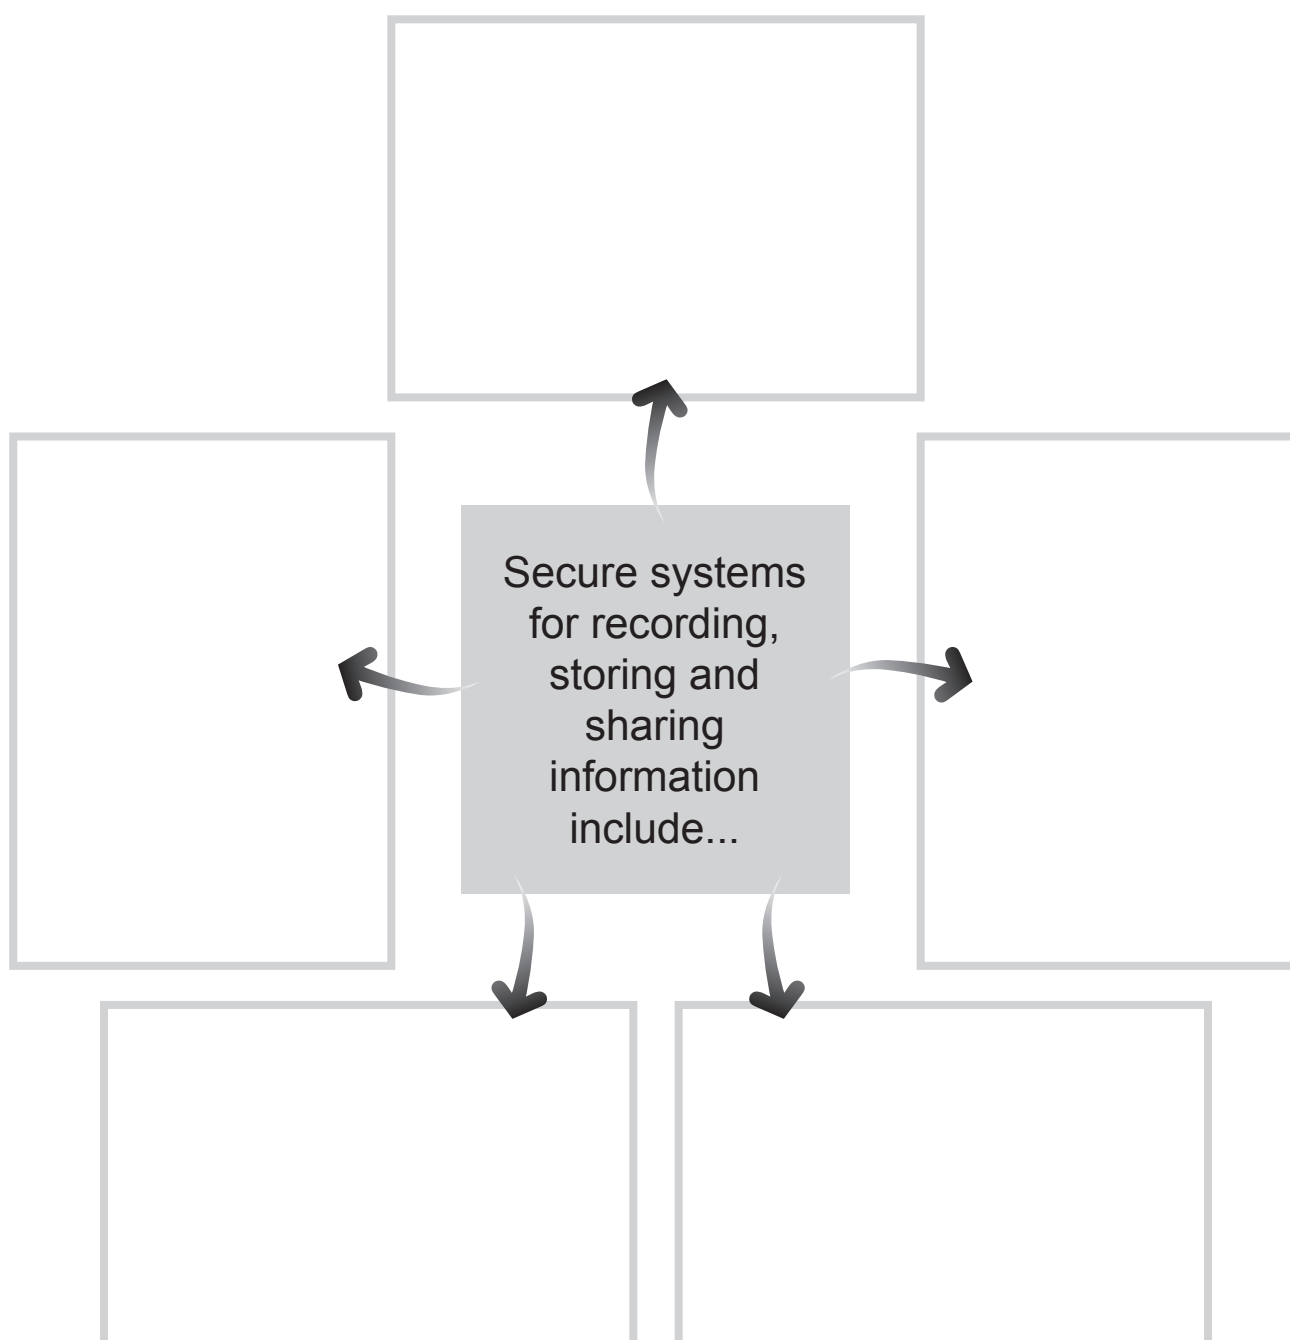 Secure systems
for recording,
storing and
sharing
information
include...